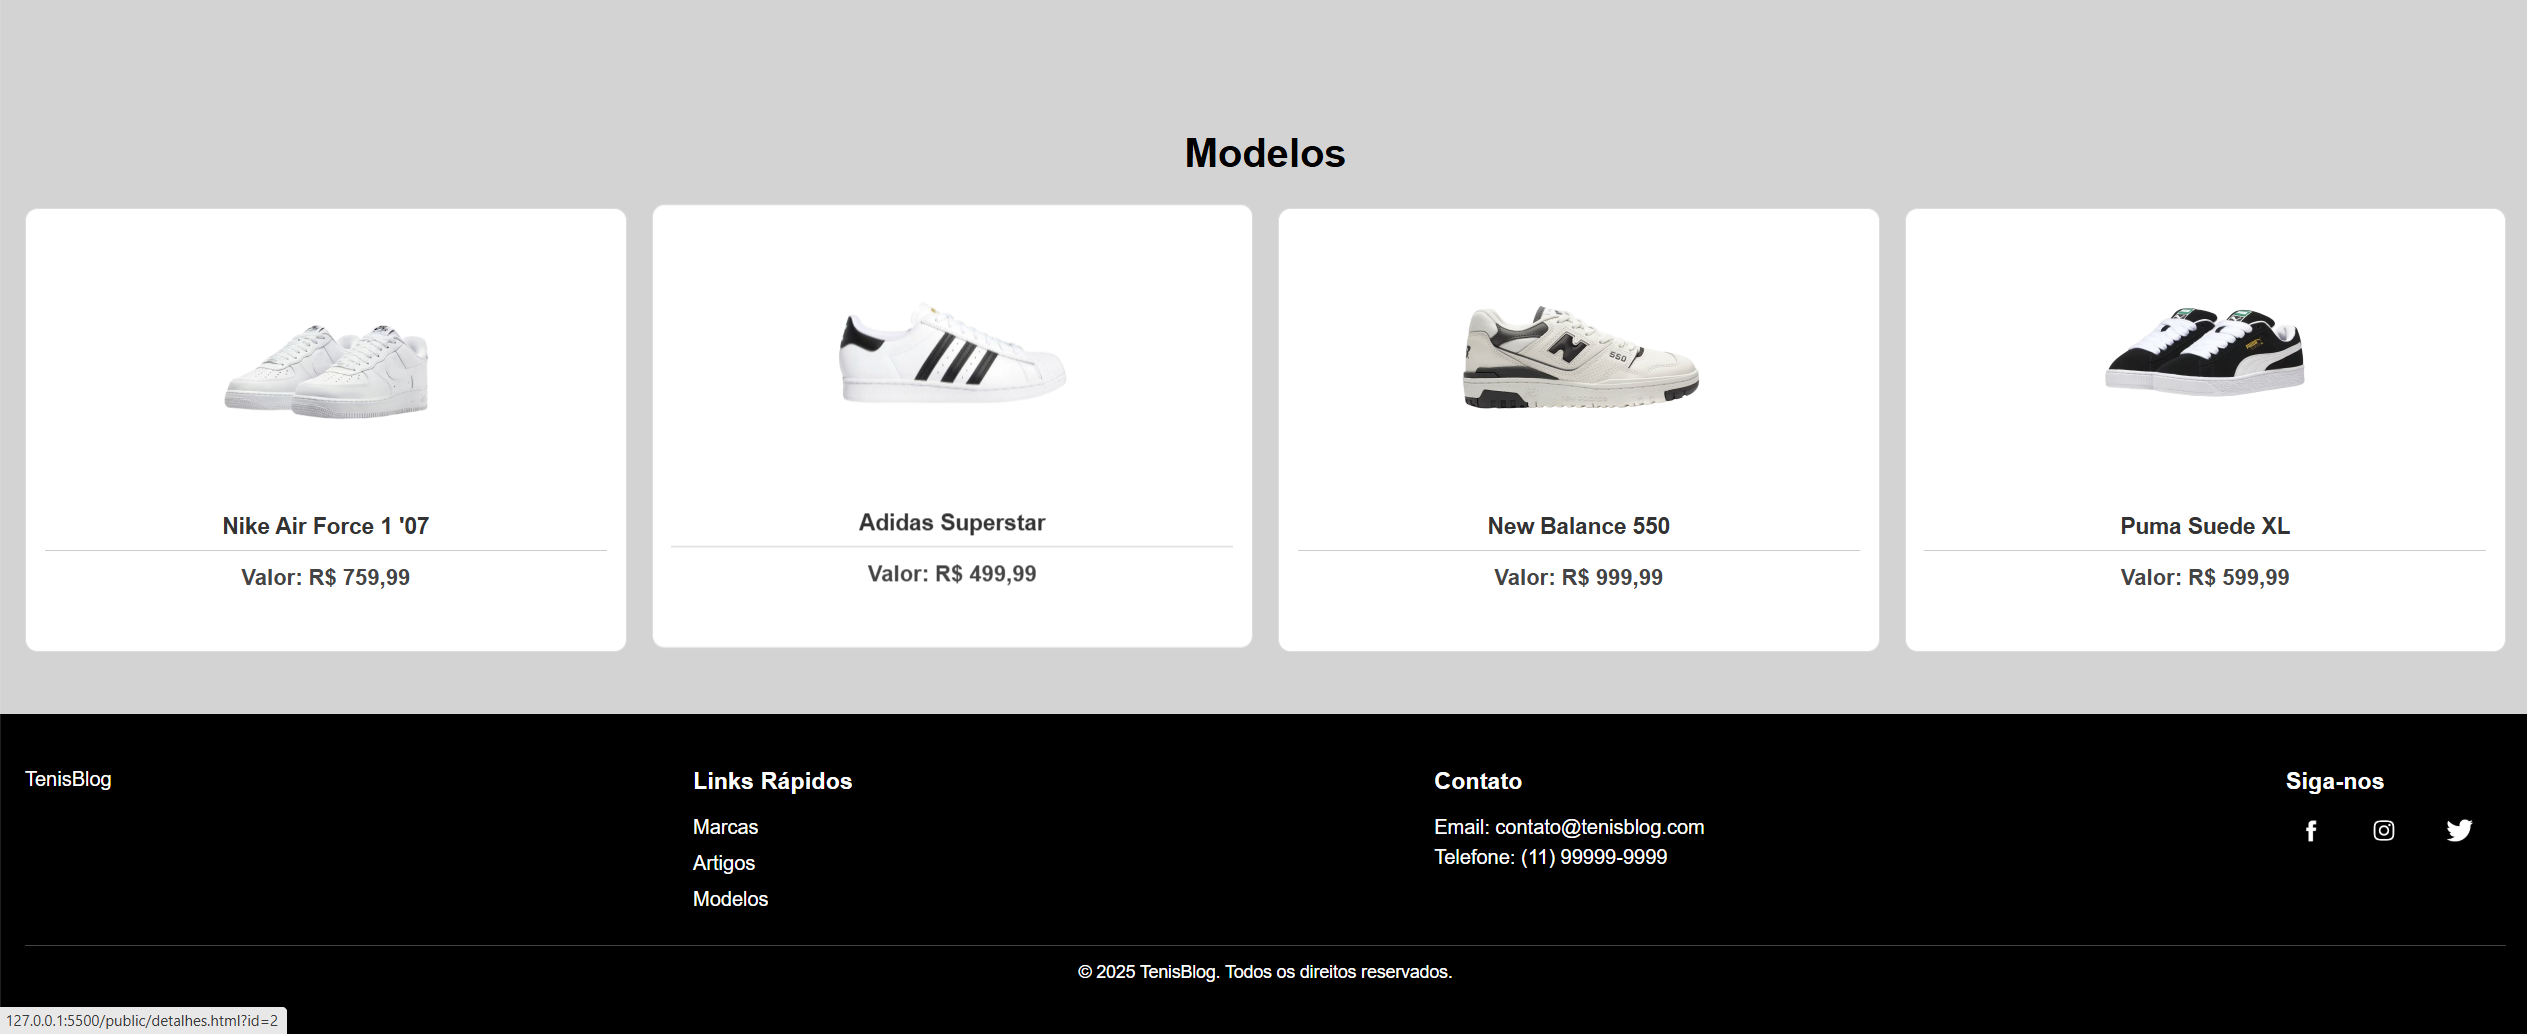 Modelos
Nike Air Force 1 '07
Valor: R$ 759,99
Adidas Superstar
Valor: R$ 499,99
550
New Balance 550
Valor: R$ 999,99
Puma Suede XL
Valor: R$ 599,99
TenisBlog
Links Rápidos
Marcas
Artigos
Modelos
Contato
Email: contato@tenisblog.com
Telefone: (11) 99999-9999
Siga-nos
© 2025 TenisBlog. Todos os direitos reservados.
127.0.0.1:5500/public/detalhes.html?id=2